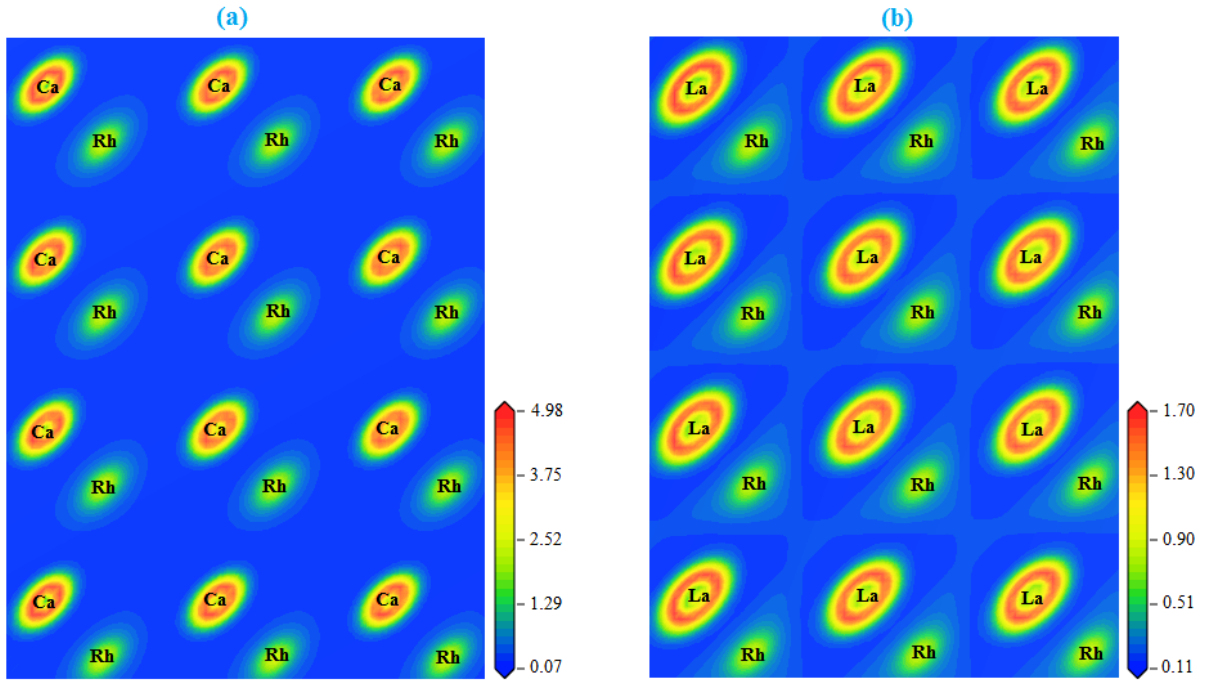 (a) (b)
Ca Ca Ca La La La
Rh Rh Rh Rh Rh Rh
Ca Ca Ca La La La
Rh Rh Rh Rh Rh Rh
4.98 1.70
Ca Ca Ca La La La
3.75 1.30
Rh Rh Rh Rh Rh Rh
2.52 0.90
Ca Ca Ca La La La
1.29 0.51
Rh Rh Rh Rh Rh Rh
0.07 0.11